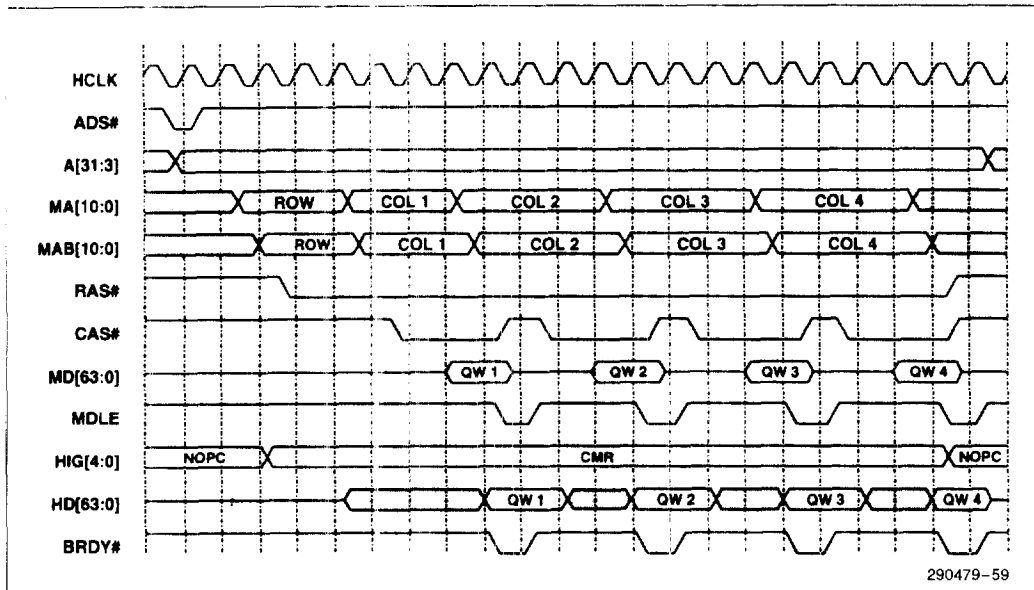 HCLK
ADS#
A[31:3]
MA[10:0] ROW COL 1 COL 2 COL 3 COL 4
MAB[10:0] ROW COL 1 COL 2 COL 3 COL 4
RAS#
CAS#
MD[63:0] QW 1 QW 2 QW 3 QW 4
MDLE
HIG[4:0] NOPC CMR NOPC
HD[63:0] QW 1 QW 2 QW 3 QW 4
BRDY#
290479-59